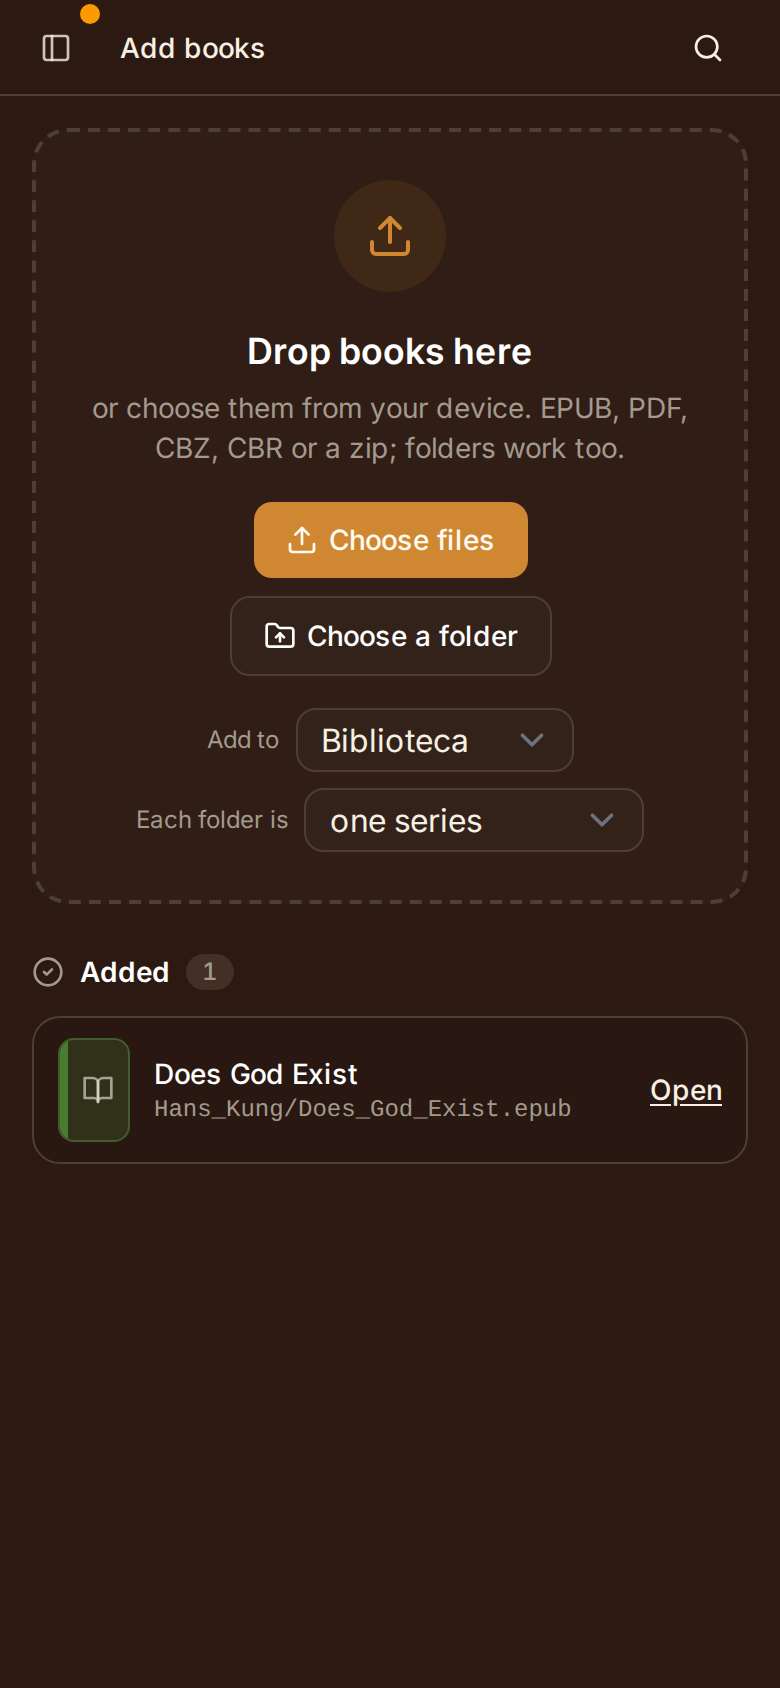 Add books
Drop books here
or choose them from your device. EPUB, PDF,
CBZ, CBR or a zip; folders work too.
Choose files
Choose a folder
Add to Biblioteca
Each folder is one series
Added 1
Does God Exist
Hans_Kung/Does_God_Exist.epub
Open